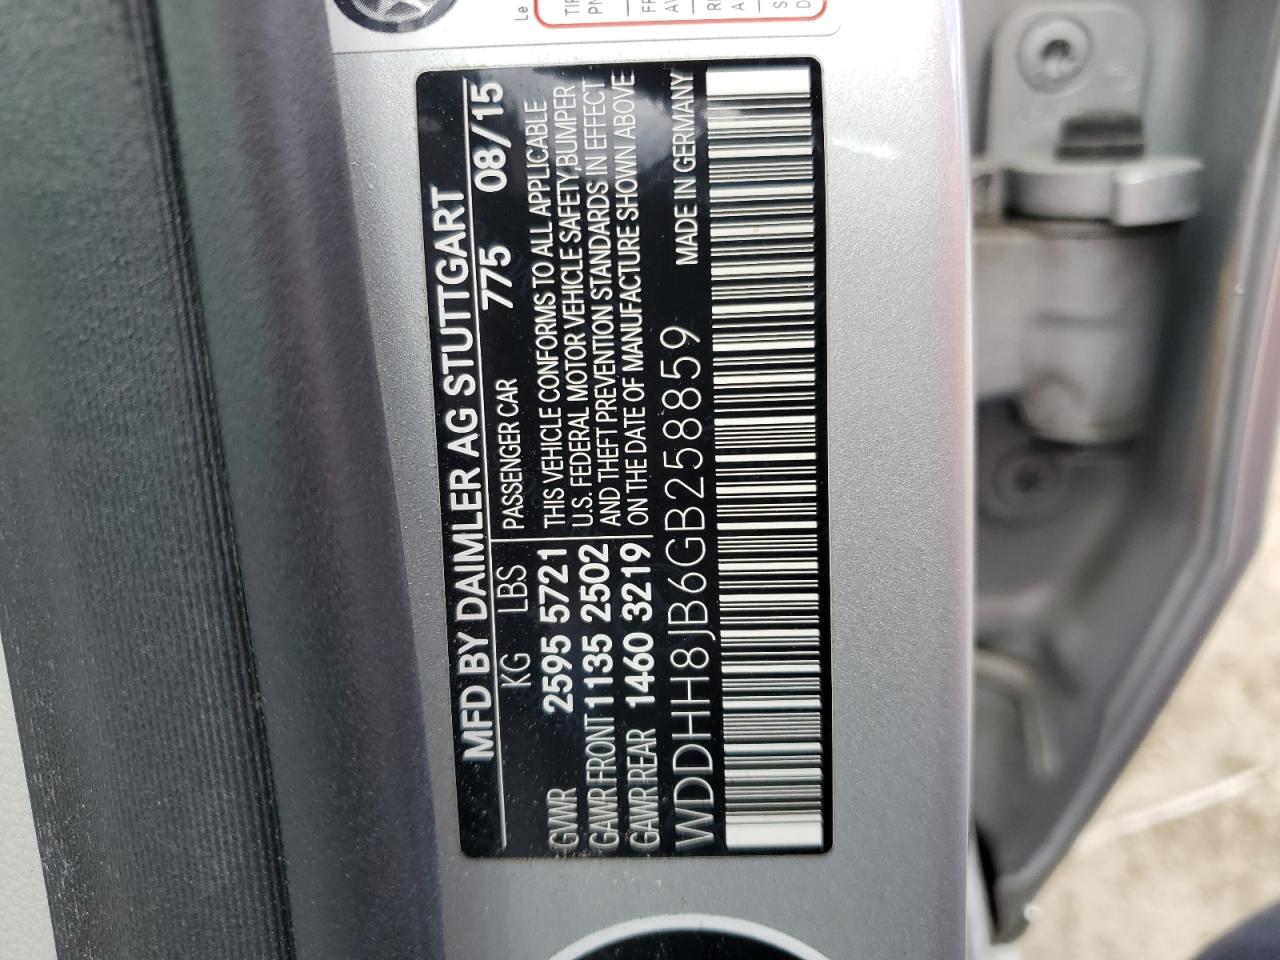 MFD BY DAIMLER AG STUTTGART
775 08/15
KG LBS PASSENGER CAR
GVWR 2595 5721 THIS VEHICLE CONFORMS TO ALL APPLICABLE
GAWR FRONT 1135 2502 U.S. FEDERAL MOTOR VEHICLE SAFETY,BUMPER
GAWR REAR 1460 3219 AND THEFT PREVENTION STANDARDS IN EFFECT
ON THE DATE OF MANUFACTURE SHOWN ABOVE
WDDHH8JB6GB258859 MADE IN GERMANY